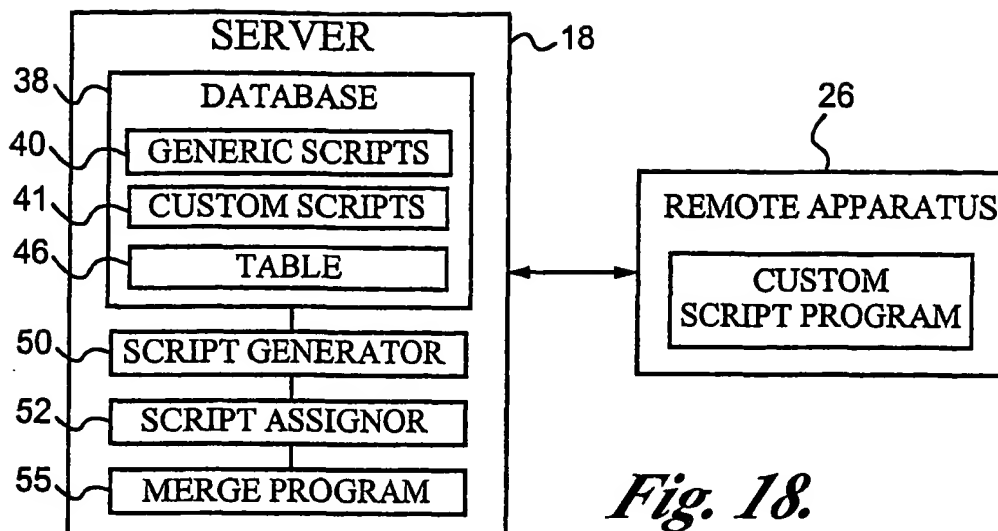 SERVER
18
38
DATABASE
40
GENERIC SCRIPTS
41
CUSTOM SCRIPTS
46
TABLE
50
SCRIPT GENERATOR
52
SCRIPT ASSIGNOR
55
MERGE PROGRAM
26
REMOTE APPARATUS
CUSTOM
SCRIPT PROGRAM
Fig. 18.